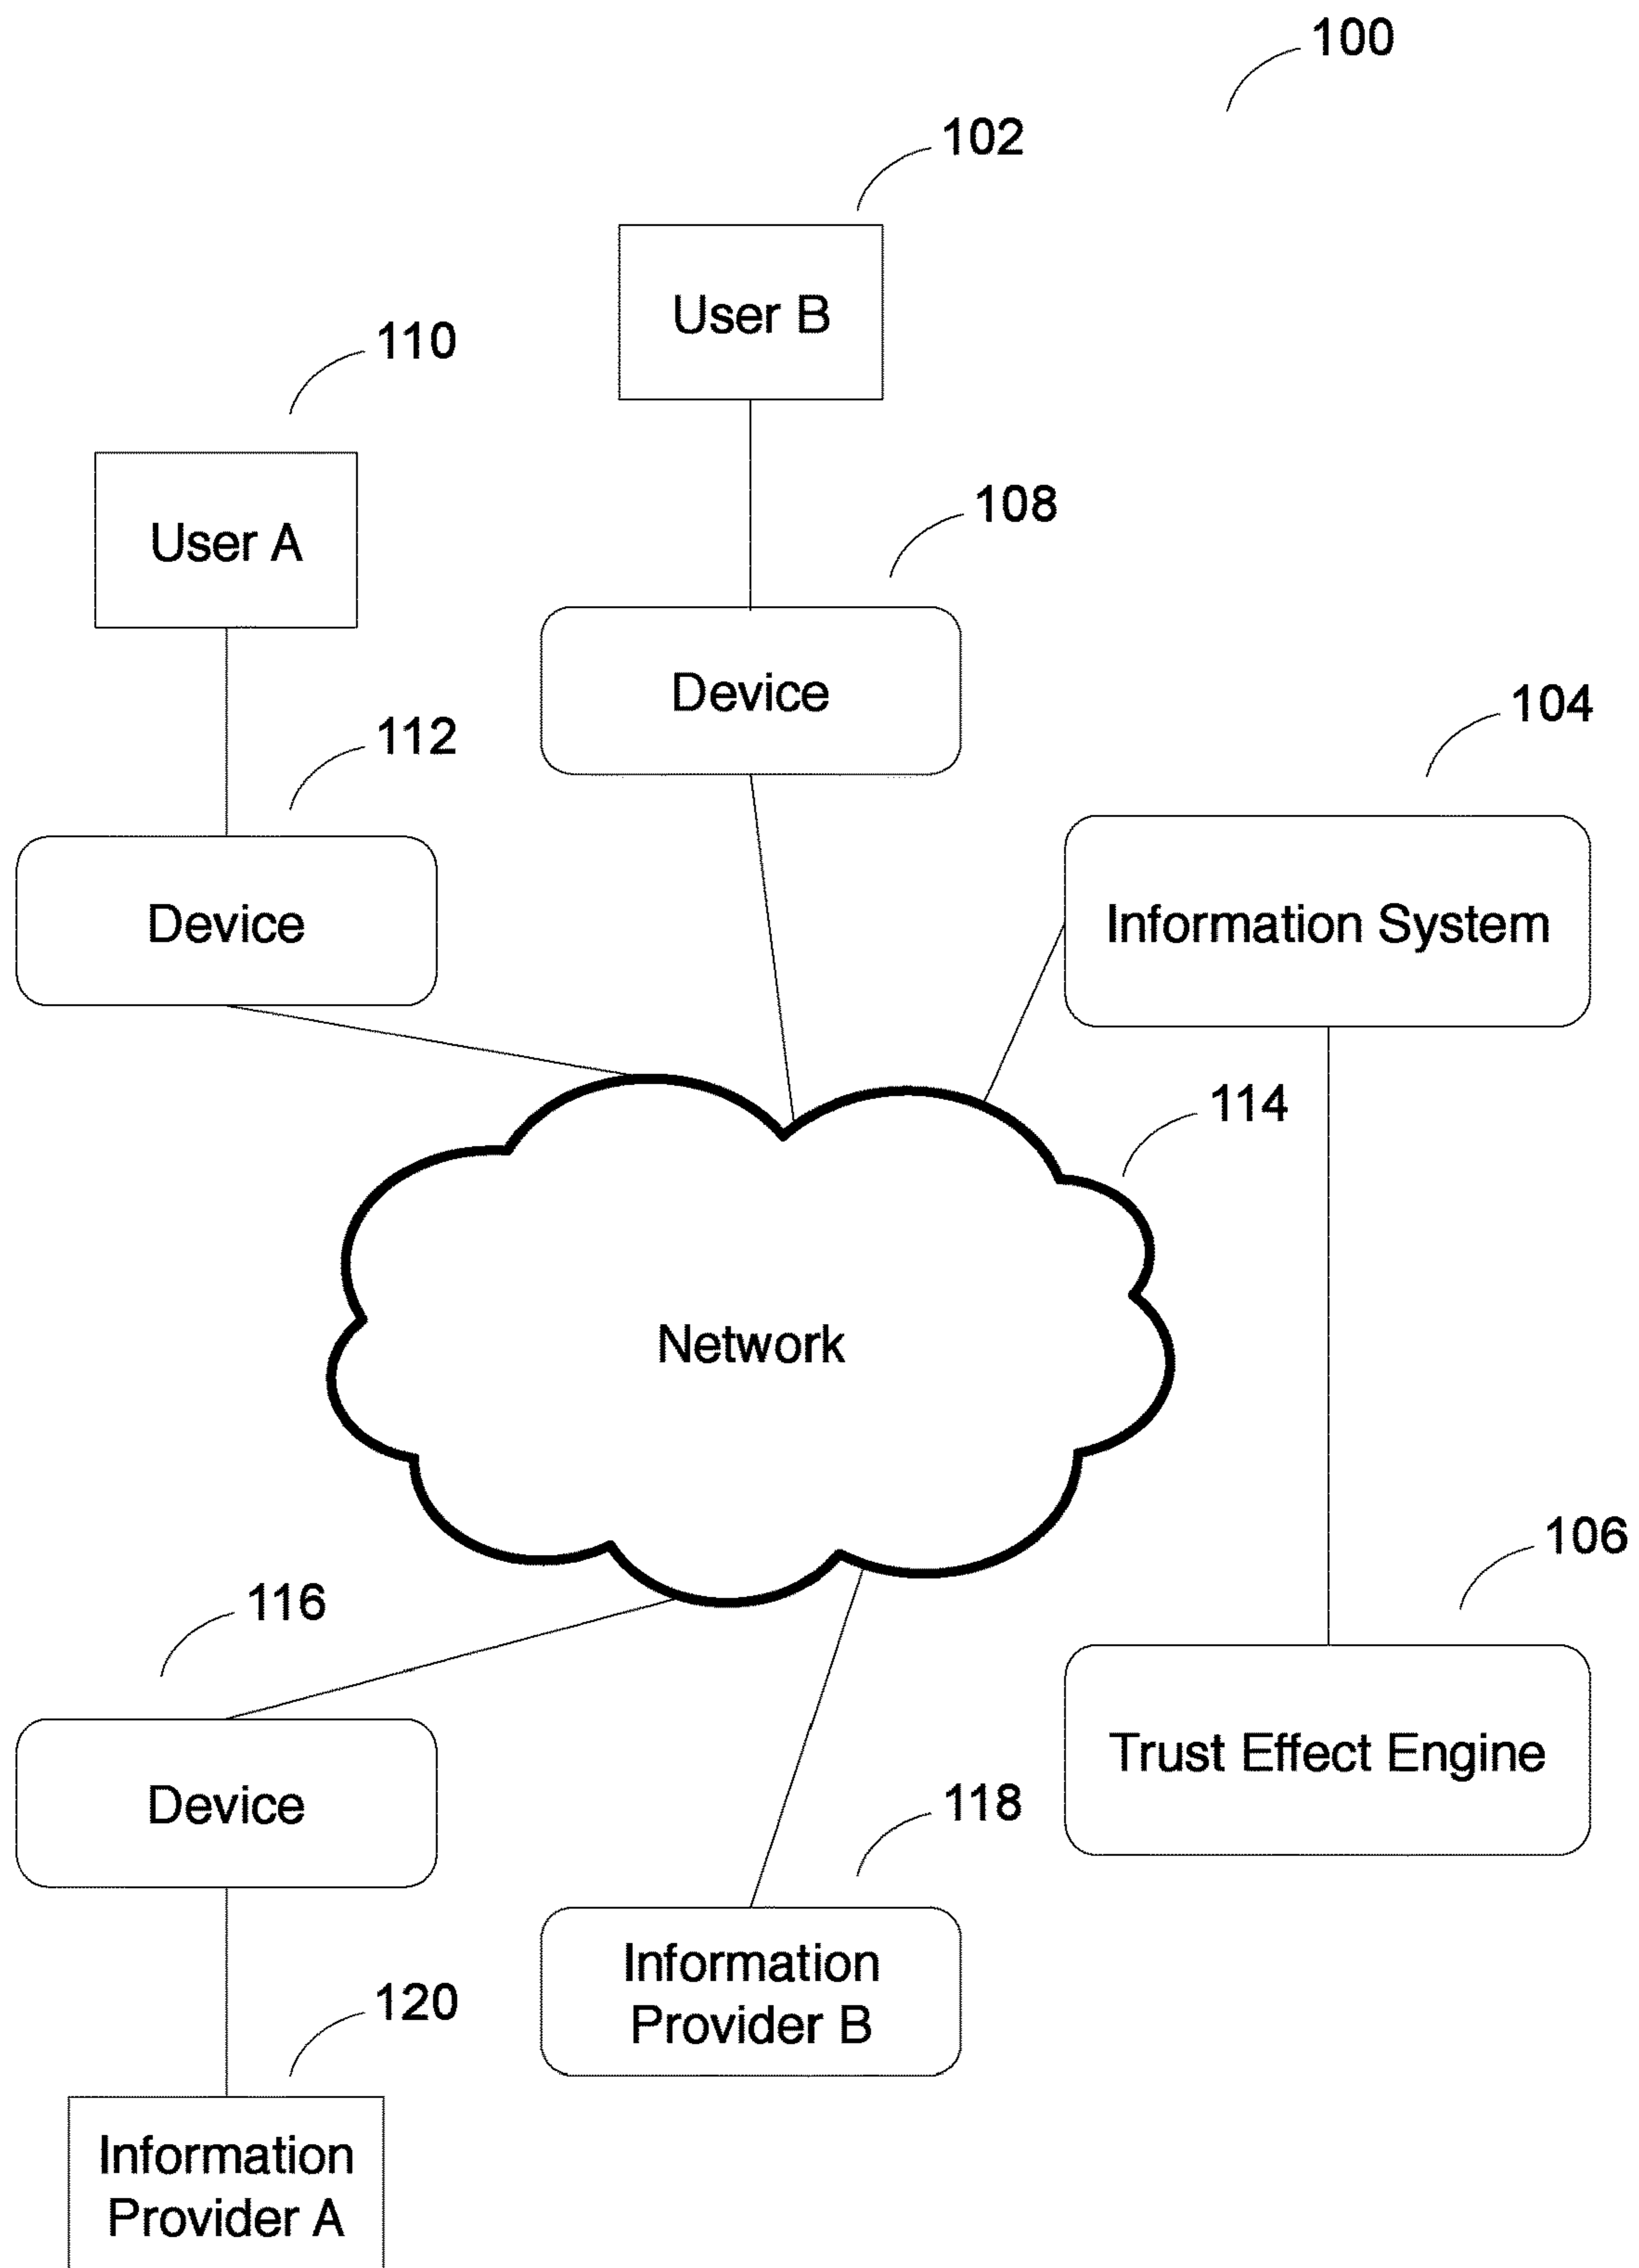 100
102
User B
110
User A
108
Device
112
Device
104
Information System
114
Network
106
Trust Effect Engine
116
Device
118
Information
Provider B
120
Information
Provider A